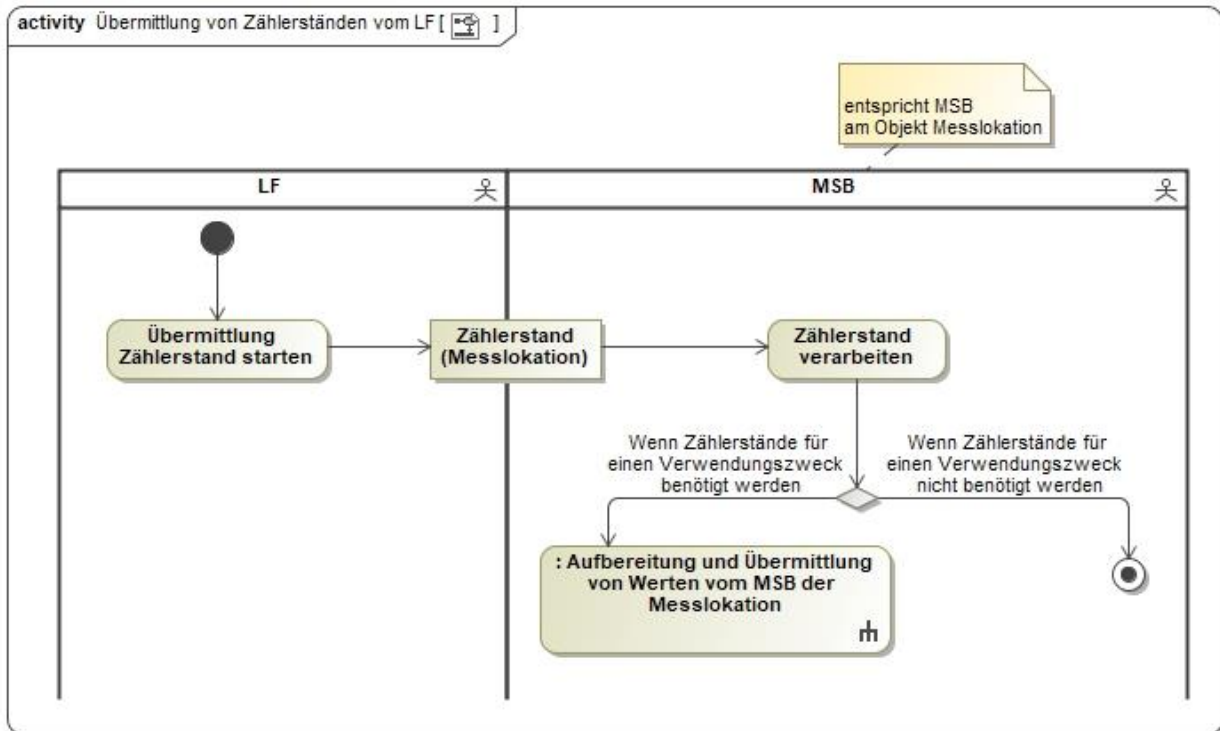 activity Übermittlung von Zählerständen vom LF [ ]
entspricht MSB
am Objekt Messlokation
LF
MSB
Übermittlung
Zählerstand starten
Zählerstand
(Messlokation)
Zählerstand
verarbeiten
Wenn Zählerstände für
einen Verwendungszweck
benötigt werden
Wenn Zählerstände für
einen Verwendungszweck
nicht benötigt werden
: Aufbereitung und Übermittlung
von Werten vom MSB der
Messlokation